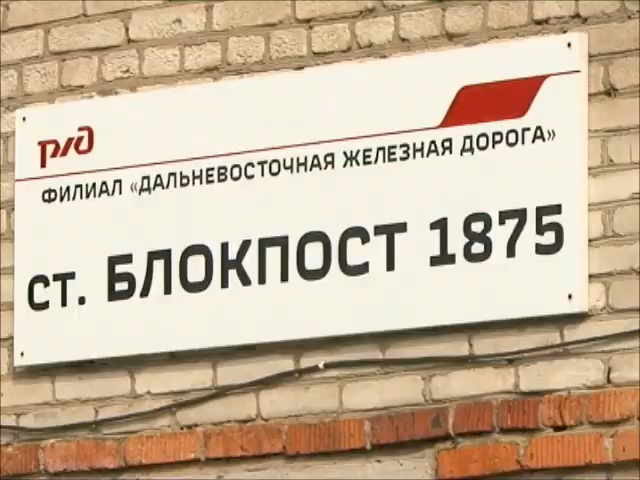 РЖД
ФИЛИАЛ «ДАЛЬНЕВОСТОЧНАЯ ЖЕЛЕЗНАЯ ДОРОГА»
ст. БЛОКПОСТ 1875